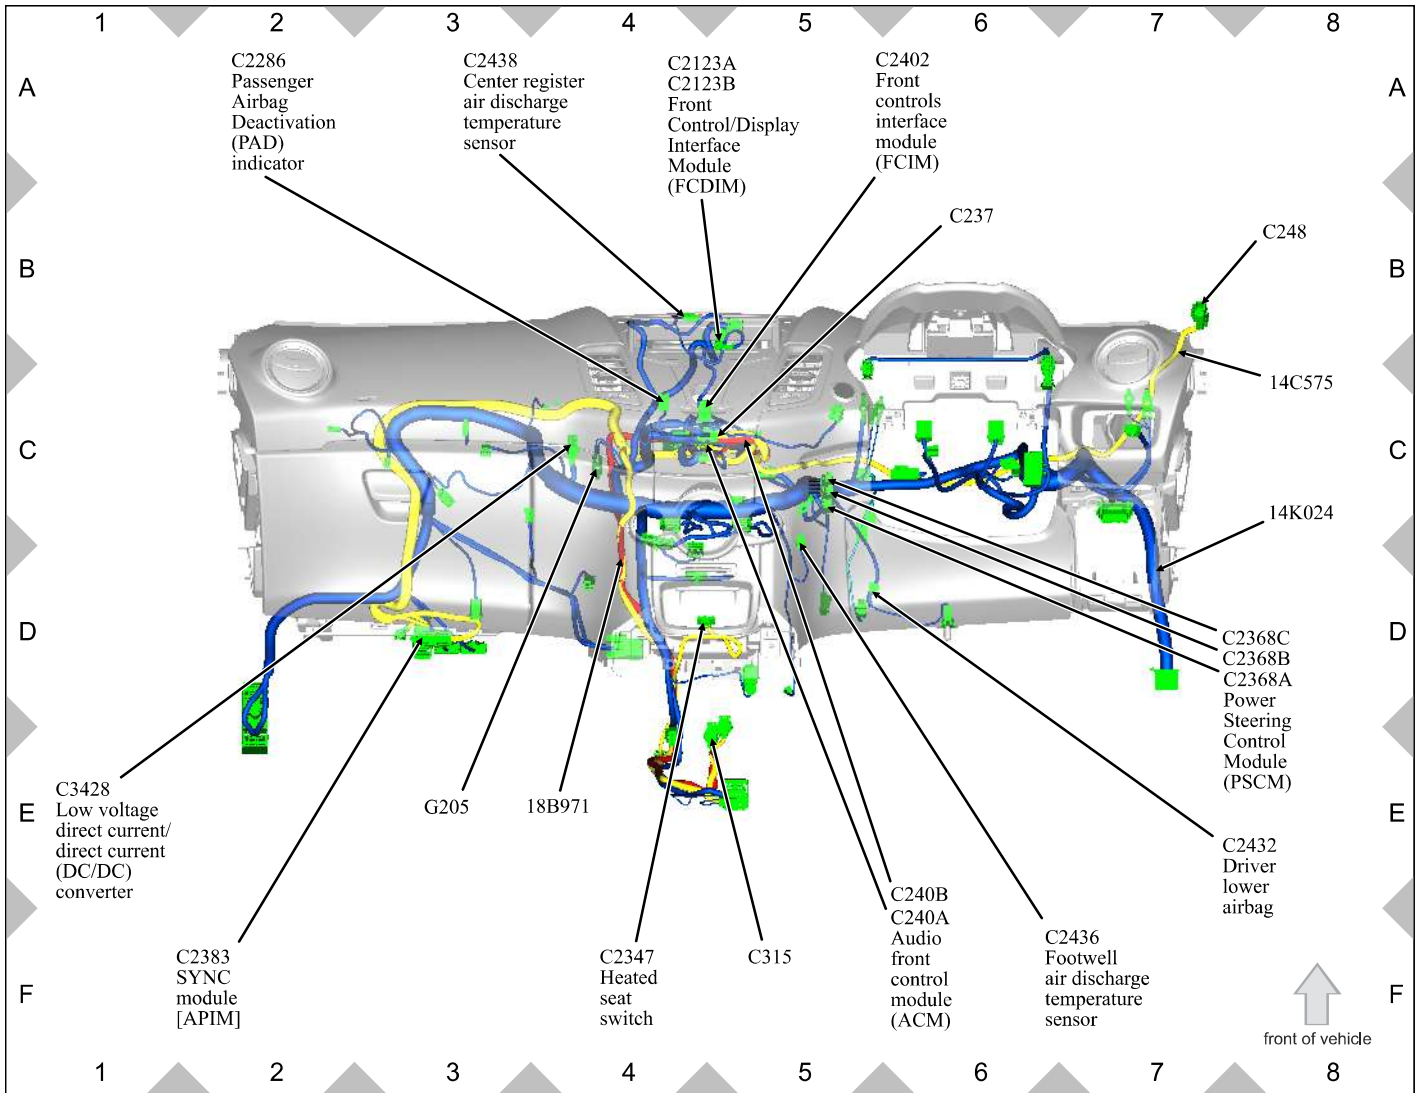 1 2 3 4 5 6 7 8
A
A
B
B
C
C
D
D
E
E
F
F
C2286
Passenger
Airbag
Deactivation
(PAD)
indicator
C2438
Center register
air discharge
temperature
sensor
C2123A
C2123B
Front
Control/Display
Interface
Module
(FCDIM)
C2402
Front
controls
interface
module
(FCIM)
C237
C248
14C575
14K024
C2368C
C2368B
C2368A
Power
Steering
Control
Module
(PSCM)
C3428
Low voltage
direct current/
direct current
(DC/DC)
converter
G205
18B971
C2432
Driver
lower
airbag
C240B
C240A
Audio
front
control
module
(ACM)
C2383
SYNC
module
[APIM]
C2347
Heated
seat
switch
C315
C2436
Footwell
air discharge
temperature
sensor
front of vehicle
1 2 3 4 5 6 7 8